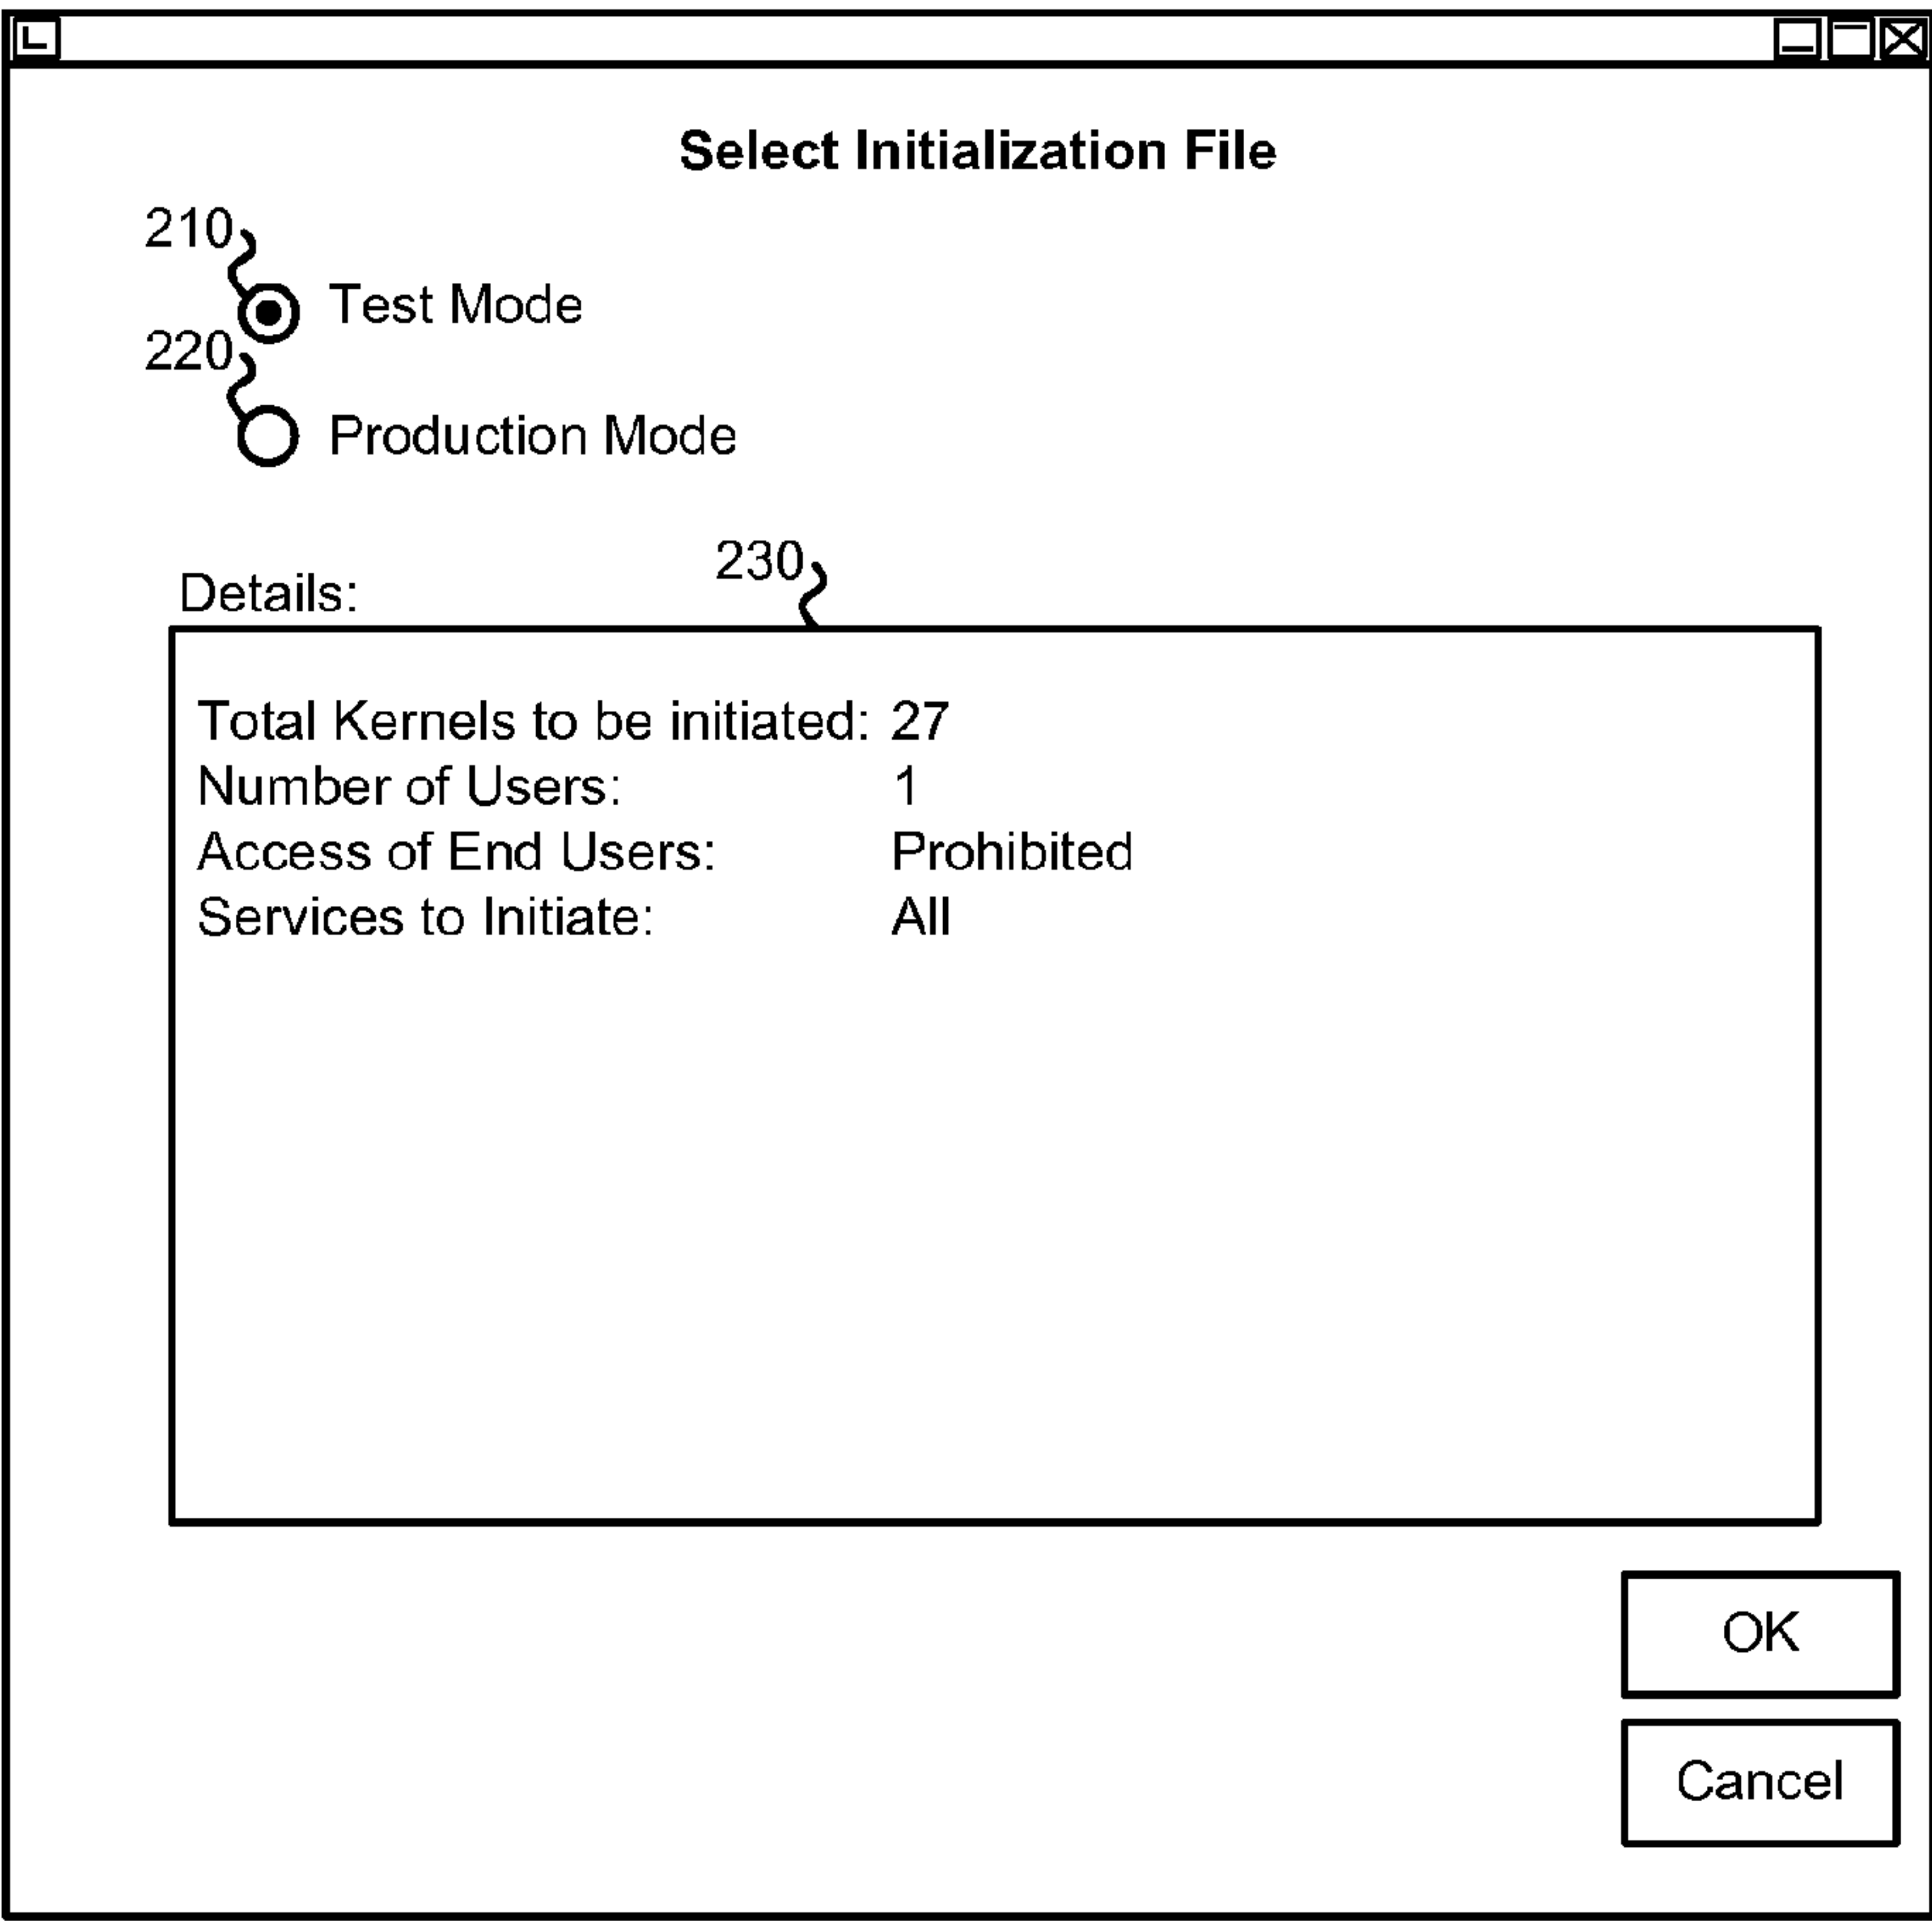 Select Initialization File
210
Test Mode
220
Production Mode
230
Details:
Total Kernels to be initiated: 27
Number of Users: 1
Access of End Users: Prohibited
Services to Initiate: All
OK
Cancel